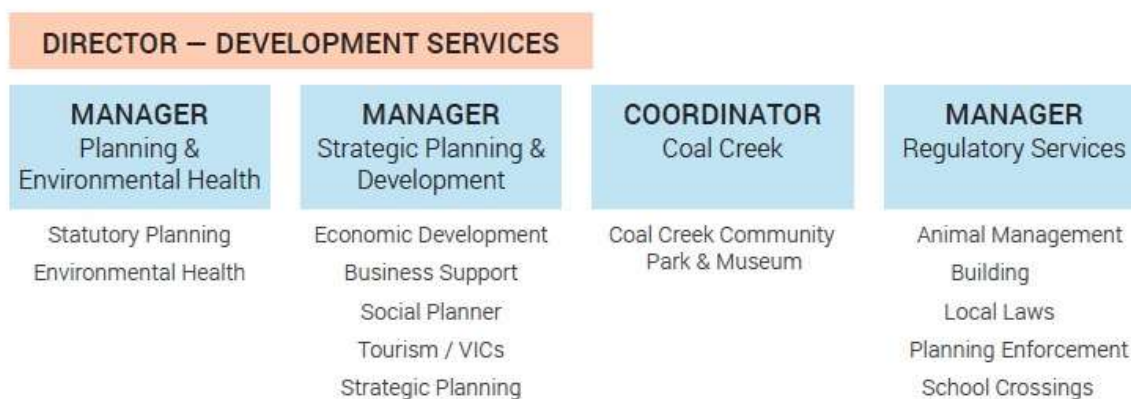 DIRECTOR — DEVELOPMENT SERVICES
MANAGER
Planning &
Environmental Health
Statutory Planning
Environmental Health
MANAGER
Strategic Planning &
Development
Economic Development
Business Support
Social Planner
Tourism / VICs
Strategic Planning
COORDINATOR
Coal Creek
Coal Creek Community
Park & Museum
MANAGER
Regulatory Services
Animal Management
Building
Local Laws
Planning Enforcement
School Crossings